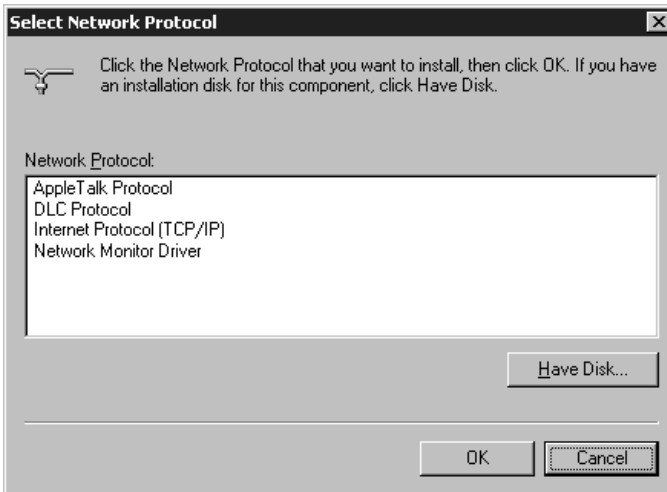 Select Network Protocol
Click the Network Protocol that you want to install, then click OK. If you have
an installation disk for this component, click Have Disk.
Network Protocol:
AppleTalk Protocol
DLC Protocol
Internet Protocol (TCP/IP)
Network Monitor Driver
Have Disk...
OK
Cancel